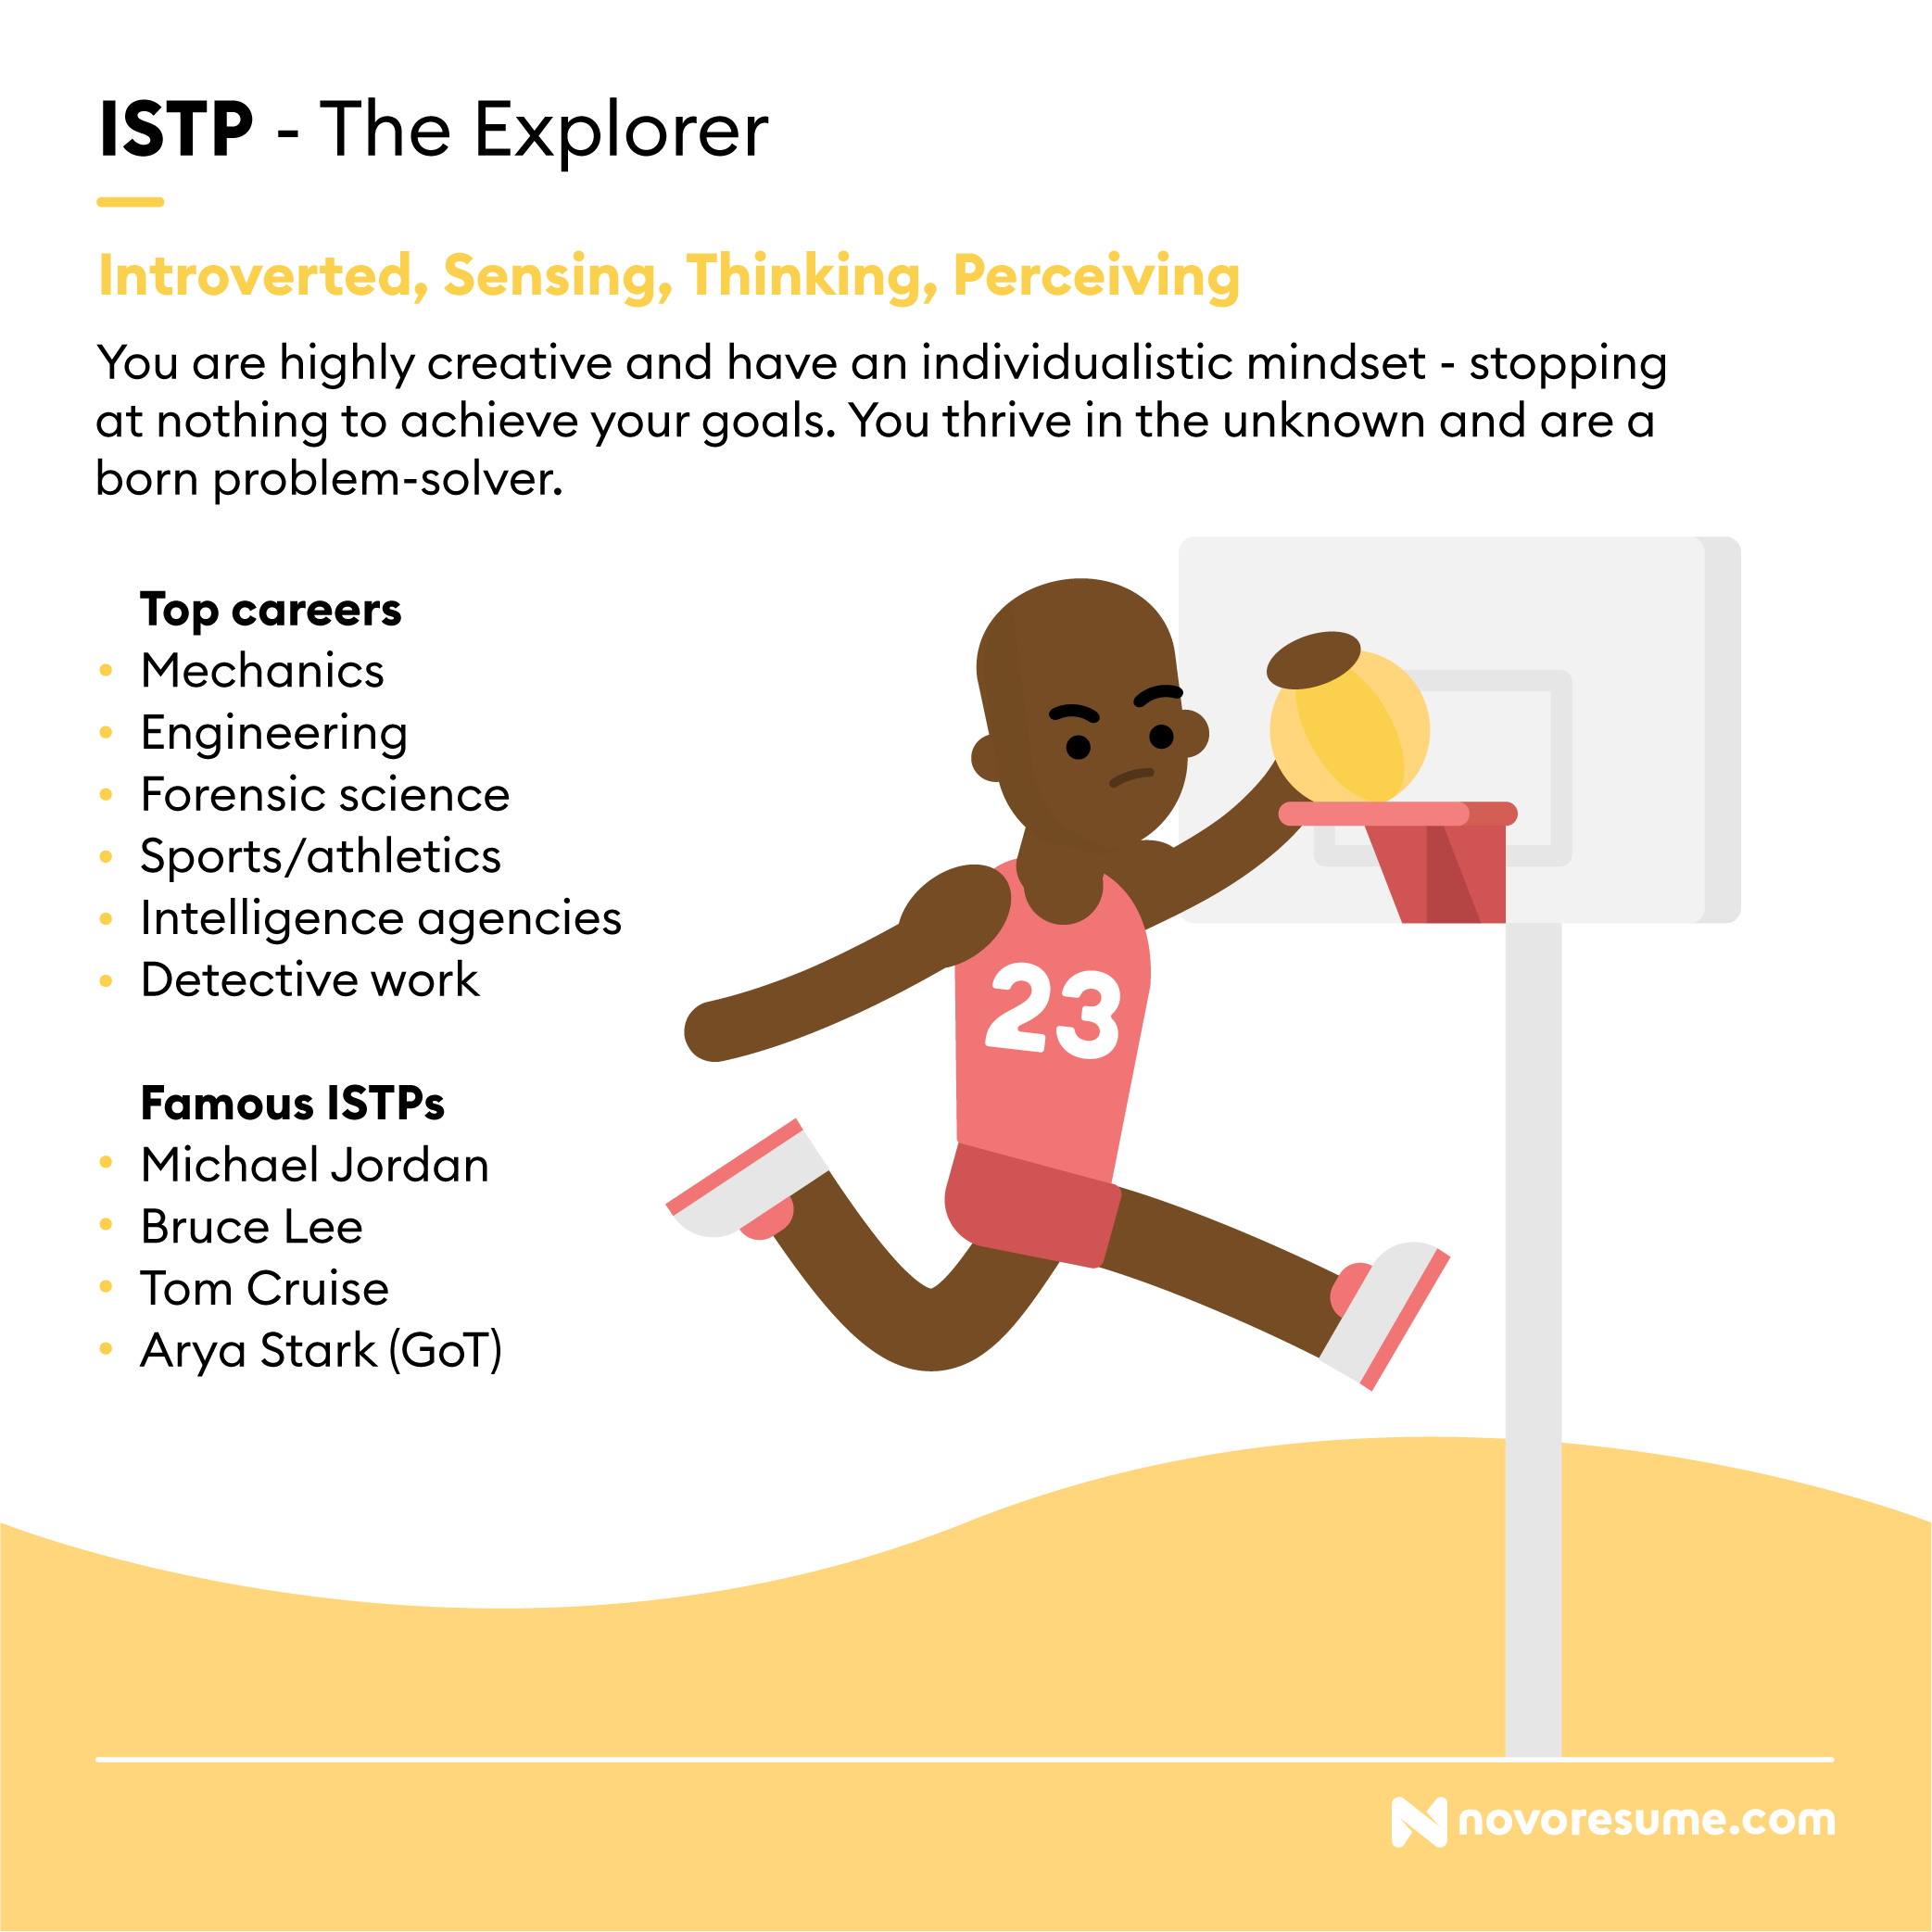 ISTP - The Explorer
Introverted, Sensing, Thinking, Perceiving
You are highly creative and have an individualistic mindset - stopping
at nothing to achieve your goals. You thrive in the unknown and are a
born problem-solver.
Top careers
• Mechanics
• Engineering
• Forensic science
• Sports/athletics
• Intelligence agencies
• Detective work
Famous ISTPs
• Michael Jordan
• Bruce Lee
• Tom Cruise
• Arya Stark (GoT)
23
novoresume.com